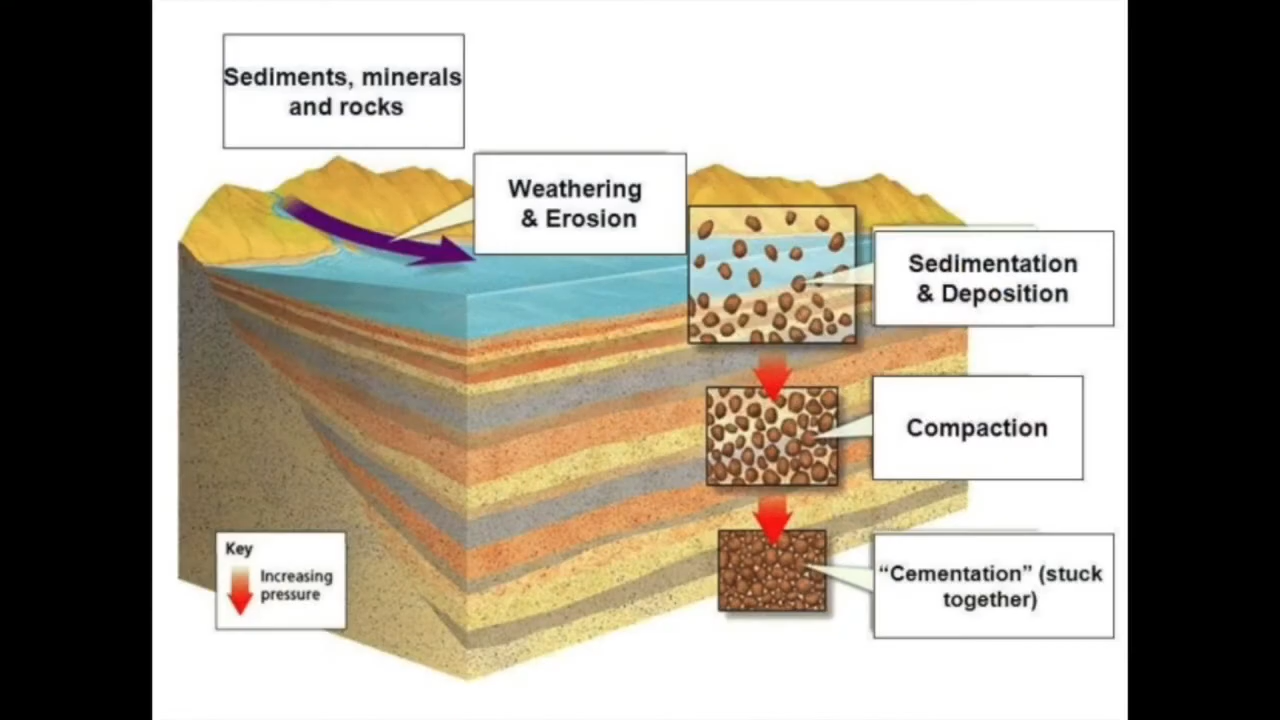 Sediments, minerals
and rocks
Weathering
& Erosion
Sedimentation
& Deposition
Compaction
“Cementation” (stuck
together)
Key
Increasing
pressure